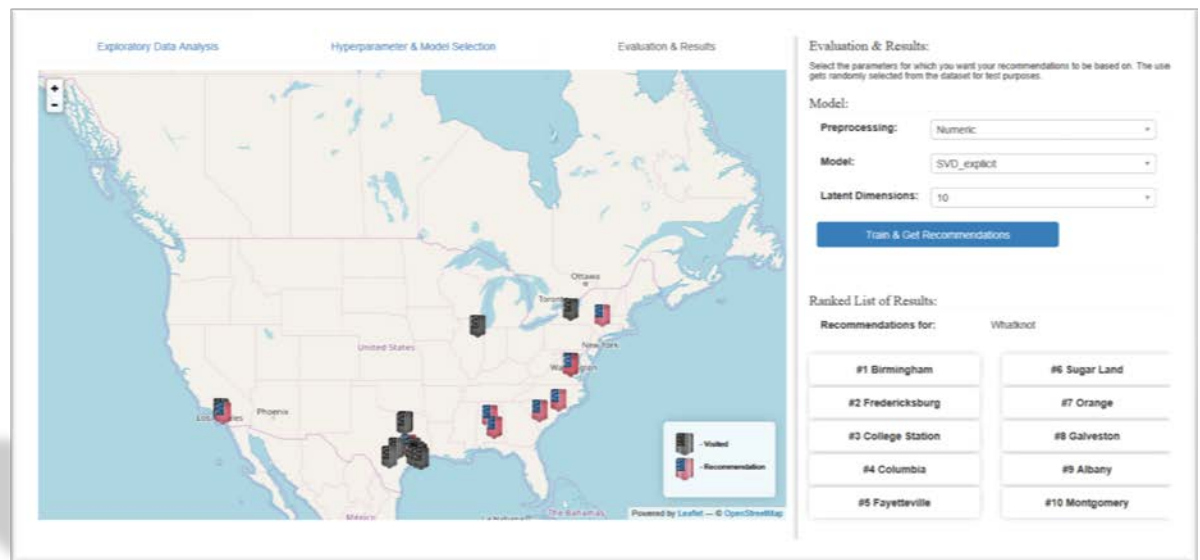 Exploratory Data Analysis
Hyperparameter & Model Selection
Evaluation & Results
+
-
Ottawa
Toronto
New York
United States
Phoenix
México
The Bahamas
- Visited
- Recommendation
Powered by Leaflet — © OpenStreetMap
Evaluation & Results:
Select the parameters for which you want your recommendations to be based on. The use
gets randomly selected from the dataset for test purposes.
Model:
Preprocessing: Numeric
Model: SVD_explicit
Latent Dimensions: 10
Train & Get Recommendations
Ranked List of Results:
Recommendations for: Whatknot
#1 Birmingham
#2 Fredericksburg
#3 College Station
#4 Columbia
#5 Fayetteville
#6 Sugar Land
#7 Orange
#8 Galveston
#9 Albany
#10 Montgomery